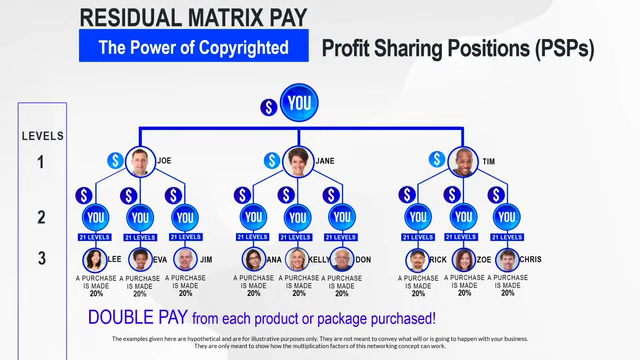 RESIDUAL MATRIX PAY
The Power of Copyrighted Profit Sharing Positions (PSPs)
$ YOU
LEVELS
1 $ JOE $ JANE $ TIM
$ $ $ $ $ $ $ $ $
2 YOU YOU YOU YOU YOU YOU YOU YOU YOU
21 LEVELS 21 LEVELS 21 LEVELS 21 LEVELS 21 LEVELS 21 LEVELS 21 LEVELS 21 LEVELS 21 LEVELS
3 LEE EVA JIM ANA KELLY DON RICK ZOE CHRIS
A PURCHASE A PURCHASE A PURCHASE A PURCHASE A PURCHASE A PURCHASE A PURCHASE A PURCHASE A PURCHASE
IS MADE IS MADE IS MADE IS MADE IS MADE IS MADE IS MADE IS MADE IS MADE
20% 20% 20% 20% 20% 20% 20% 20% 20%
DOUBLE PAY from each product or package purchased!
The examples given here are hypothetical and are for illustrative purposes only. They are not meant to convey what will or is going to happen with your business.
They are only meant to show how the multiplication factors of this networking concept can work.